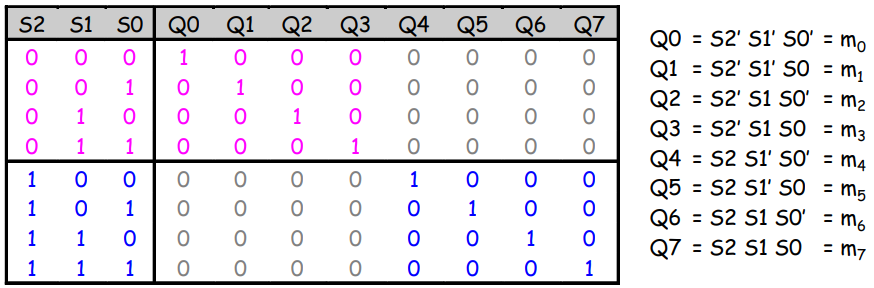 S2 S1 S0 Q0 Q1 Q2 Q3 Q4 Q5 Q6 Q7
0 0 0 1 0 0 0 0 0 0 0
0 0 1 0 1 0 0 0 0 0 0
0 1 0 0 0 1 0 0 0 0 0
0 1 1 0 0 0 1 0 0 0 0
1 0 0 0 0 0 0 1 0 0 0
1 0 1 0 0 0 0 0 1 0 0
1 1 0 0 0 0 0 0 0 1 0
1 1 1 0 0 0 0 0 0 0 1
Q0 = S2' S1' S0' = m₀
Q1 = S2' S1' S0 = m₁
Q2 = S2' S1 S0' = m₂
Q3 = S2' S1 S0 = m₃
Q4 = S2 S1' S0' = m₄
Q5 = S2 S1' S0 = m₅
Q6 = S2 S1 S0' = m₆
Q7 = S2 S1 S0 = m₇